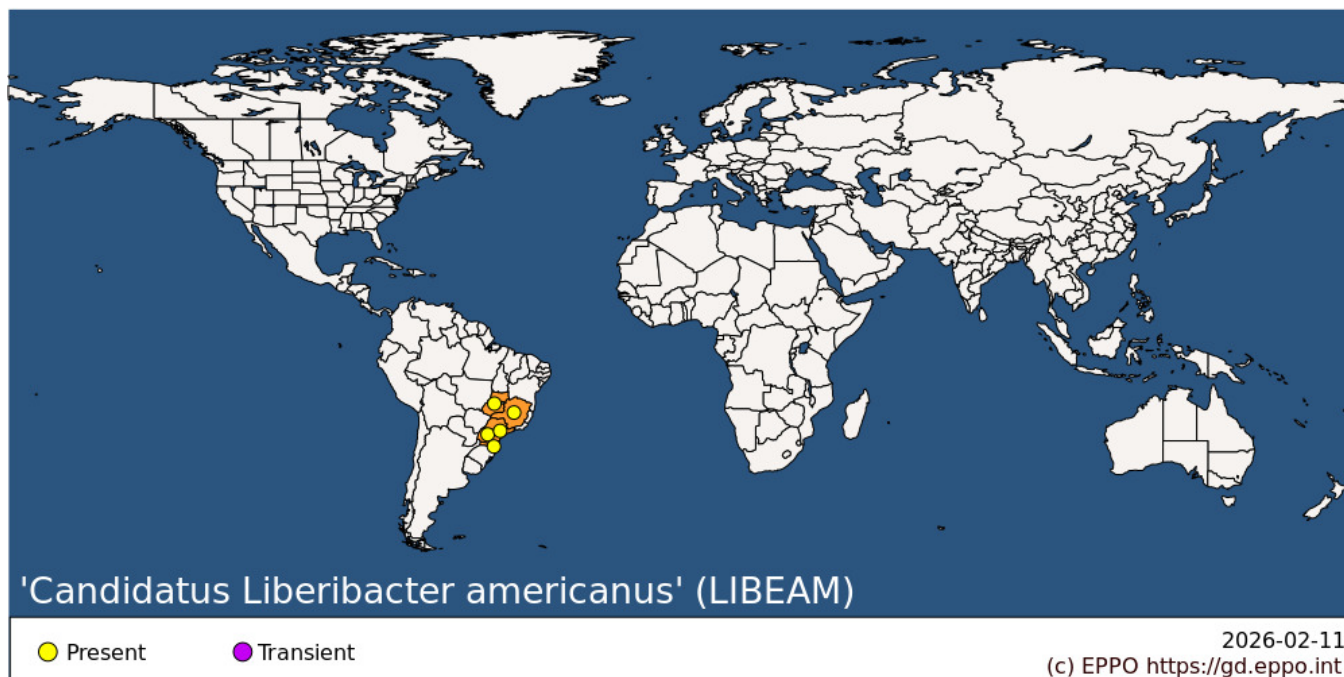 'Candidatus Liberibacter americanus' (LIBEAM)
Present
Transient
2026-02-11
(c) EPPO https://gd.eppo.int